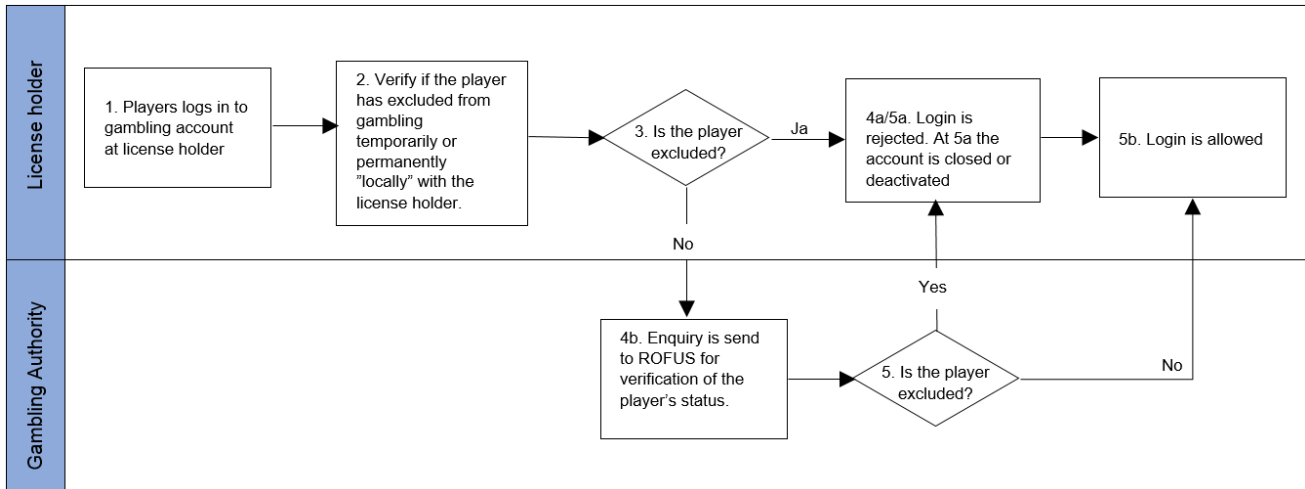 License holder
1. Players logs in to
gambling account
at license holder
2. Verify if the player
has excluded from
gambling
temporarily or
permanently
”locally” with the
license holder.
3. Is the player
excluded?
Ja
4a/5a. Login is
rejected. At 5a the
account is closed or
deactivated
5b. Login is allowed
No
Gambling Authority
4b. Enquiry is send
to ROFUS for
verification of the
player’s status.
5. Is the player
excluded?
Yes
No